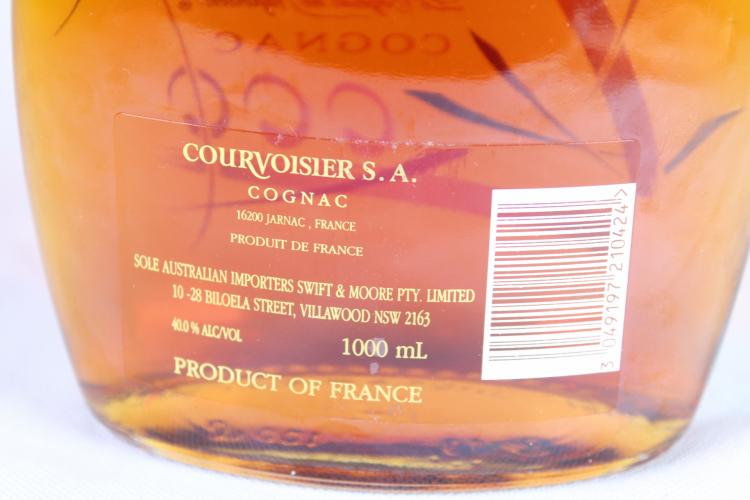 COGNAC
COURVOISIER S.A.
COGNAC
16200 JARNAC , FRANCE
PRODUIT DE FRANCE
SOLE AUSTRALIAN IMPORTERS SWIFT & MOORE PTY. LIMITED
10 -28 BILOELA STREET, VILLAWOOD NSW 2163
40.0 % ALC/VOL
1000 mL
PRODUCT OF FRANCE
3 049197 210424 >